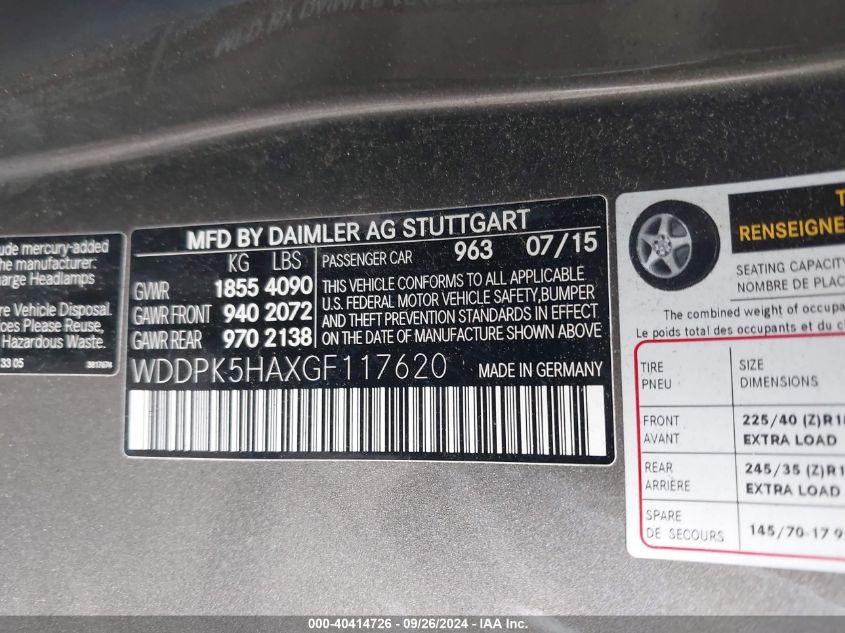 ude mercury-added
the manufacturer:
arge Headlamps
re Vehicle Disposal.
ces Please Reuse,
Hazardous Waste.
33 05
3817674
MFD BY DAIMLER AG STUTTGART
KG LBS
GVWR 1855 4090
GAWR FRONT 940 2072
GAWR REAR 970 2138
PASSENGER CAR 963 07/15
THIS VEHICLE CONFORMS TO ALL APPLICABLE
U.S. FEDERAL MOTOR VEHICLE SAFETY, BUMPER
AND THEFT PREVENTION STANDARDS IN EFFECT
ON THE DATE OF MANUFACTURE SHOWN ABOVE
WDDPK5HAXGF117620
MADE IN GERMANY
RENSEIGNE
SEATING CAPACITY
NOMBRE DE PLAC
The combined weight of occupa
Le poids total des occupants et du c
TIRE
PNEU
SIZE
DIMENSIONS
FRONT
AVANT
225/40 (Z)R18
EXTRA LOAD
REAR
ARRIÈRE
245/35 (Z)R1
EXTRA LOAD
SPARE
DE SECOURS
145/70-17 9
000-40414726 - 09/26/2024 - IAA Inc.